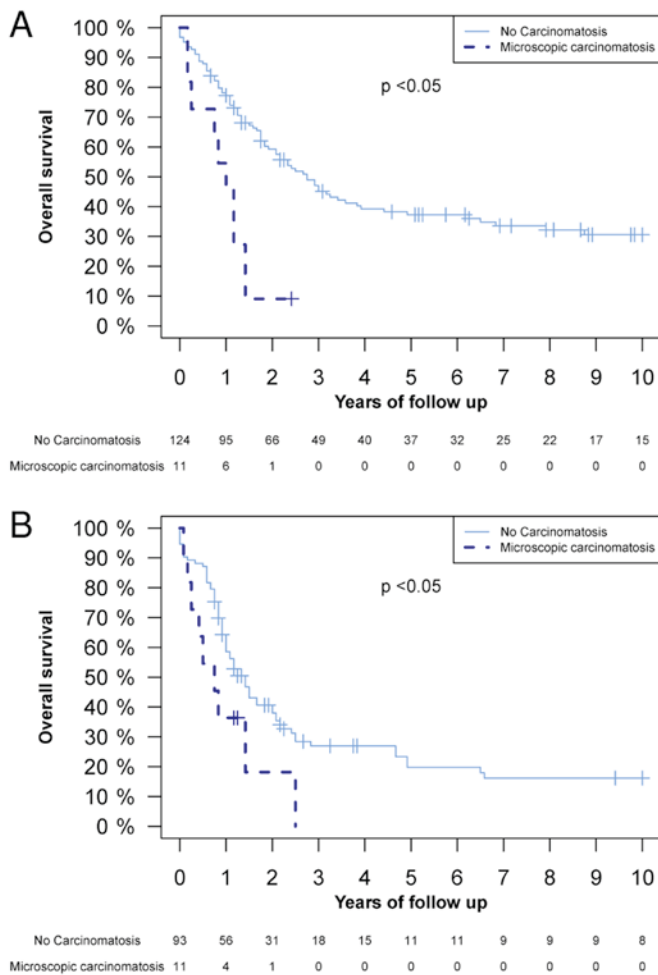 A
No Carcinomatosis
Microscopic carcinomatosis
p <0.05
Overall survival
100 %
90 %
80 %
70 %
60 %
50 %
40 %
30 %
20 %
10 %
0 %
0 1 2 3 4 5 6 7 8 9 10
Years of follow up
No Carcinomatosis 124 95 66 49 40 37 32 25 22 17 15
Microscopic carcinomatosis 11 6 1 0 0 0 0 0 0 0 0
B
No Carcinomatosis
Microscopic carcinomatosis
p <0.05
Overall survival
100 %
90 %
80 %
70 %
60 %
50 %
40 %
30 %
20 %
10 %
0 %
0 1 2 3 4 5 6 7 8 9 10
Years of follow up
No Carcinomatosis 93 56 31 18 15 11 11 9 9 9 8
Microscopic carcinomatosis 11 4 1 0 0 0 0 0 0 0 0